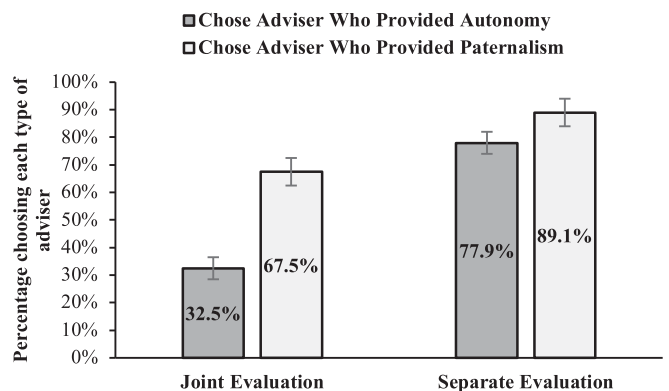 Chose Adviser Who Provided Autonomy
Chose Adviser Who Provided Paternalism
Percentage choosing each type of
adviser
100%
90%
80%
70%
60%
50%
40%
30%
20%
10%
0%
32.5%
67.5%
77.9%
89.1%
Joint Evaluation
Separate Evaluation